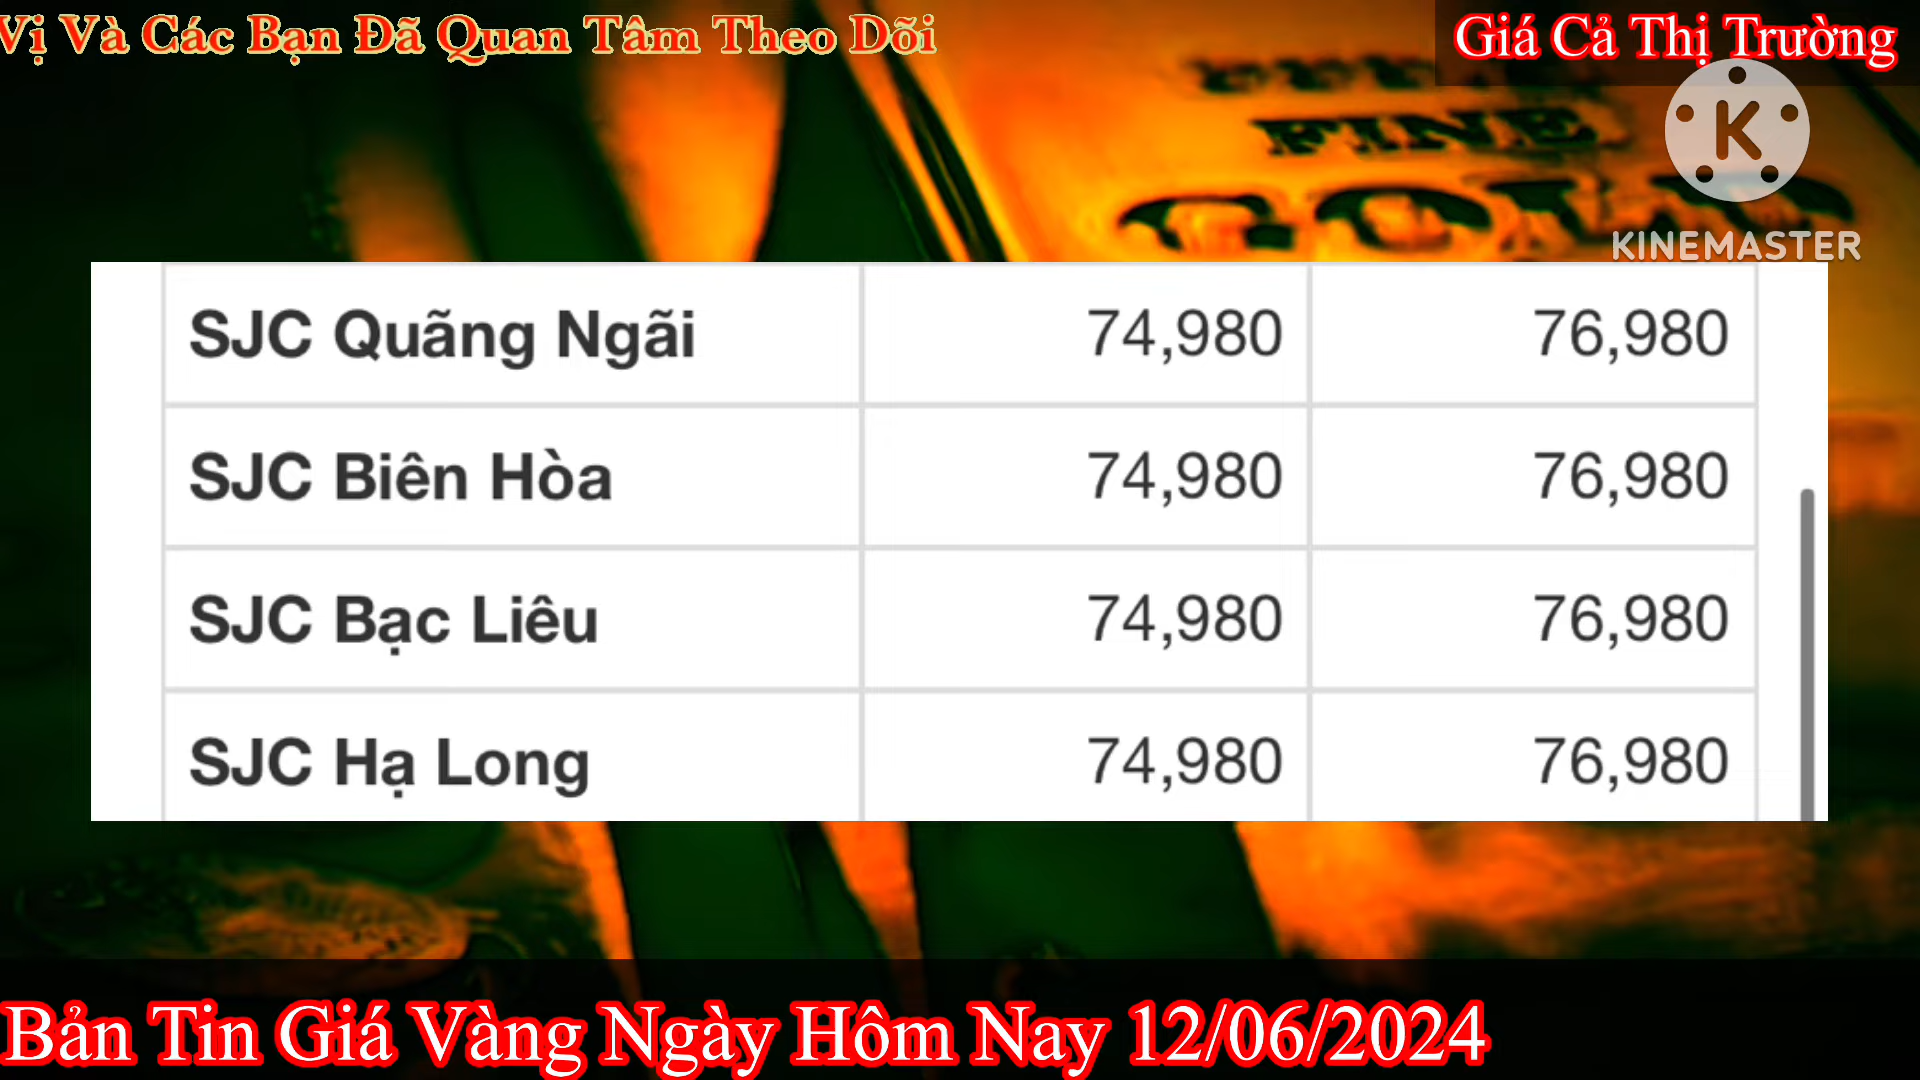 Vị Và Các Bạn Đã Quan Tâm Theo Dõi
Giá Cả Thị Trường
FINE
GOLD
K
KINEMASTER
SJC Quãng Ngãi 74,980 76,980
SJC Biên Hòa 74,980 76,980
SJC Bạc Liêu 74,980 76,980
SJC Hạ Long 74,980 76,980
Bản Tin Giá Vàng Ngày Hôm Nay 12/06/2024